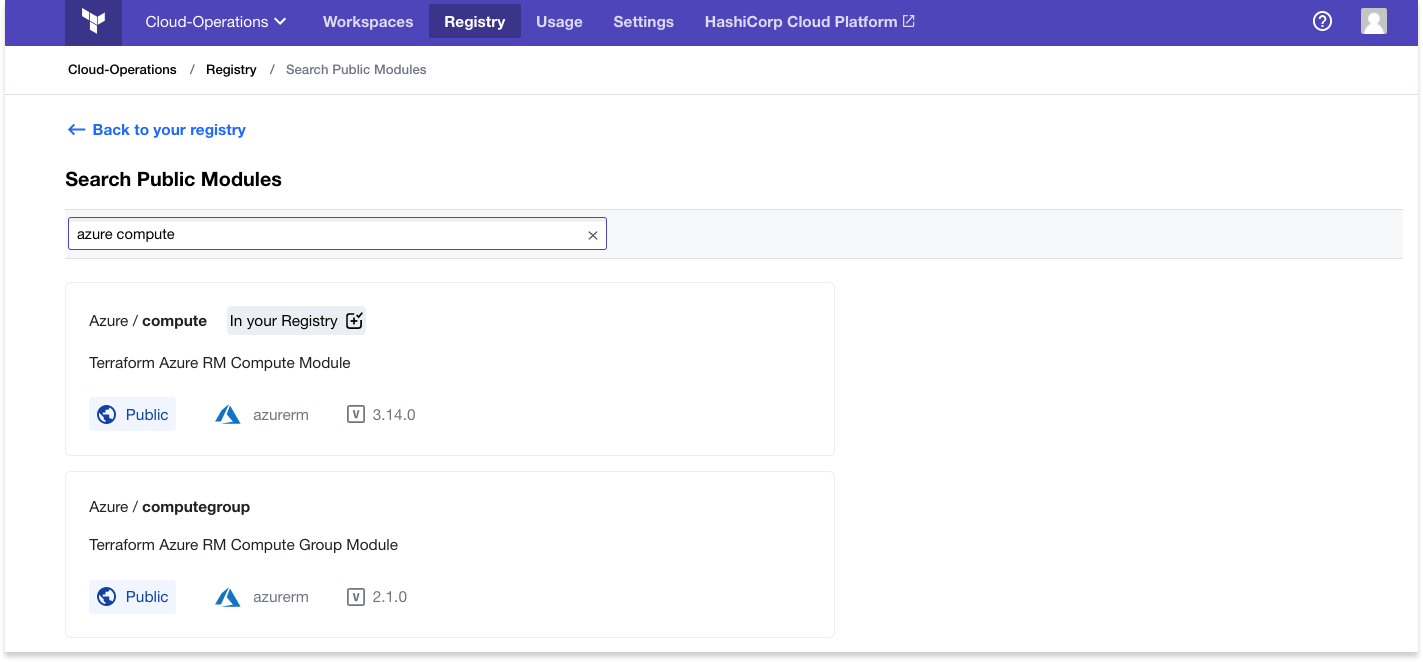 Cloud-Operations Workspaces Registry Usage Settings HashiCorp Cloud Platform
Cloud-Operations / Registry / Search Public Modules
Back to your registry
Search Public Modules
azure compute
Azure / compute In your Registry
Terraform Azure RM Compute Module
Public azurerm V 3.14.0
Azure / computegroup
Terraform Azure RM Compute Group Module
Public azurerm V 2.1.0